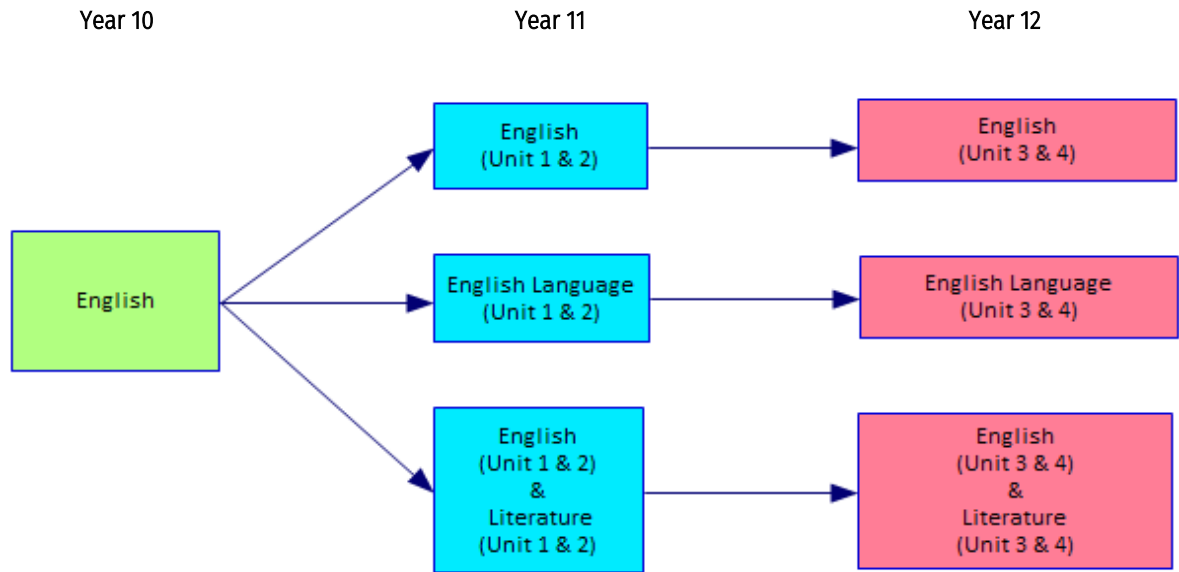 Year 10
Year 11
Year 12
English
English
(Unit 1 & 2)
English
(Unit 3 & 4)
English Language
(Unit 1 & 2)
English Language
(Unit 3 & 4)
English
(Unit 1 & 2)
&
Literature
(Unit 1 & 2)
English
(Unit 3 & 4)
&
Literature
(Unit 3 & 4)